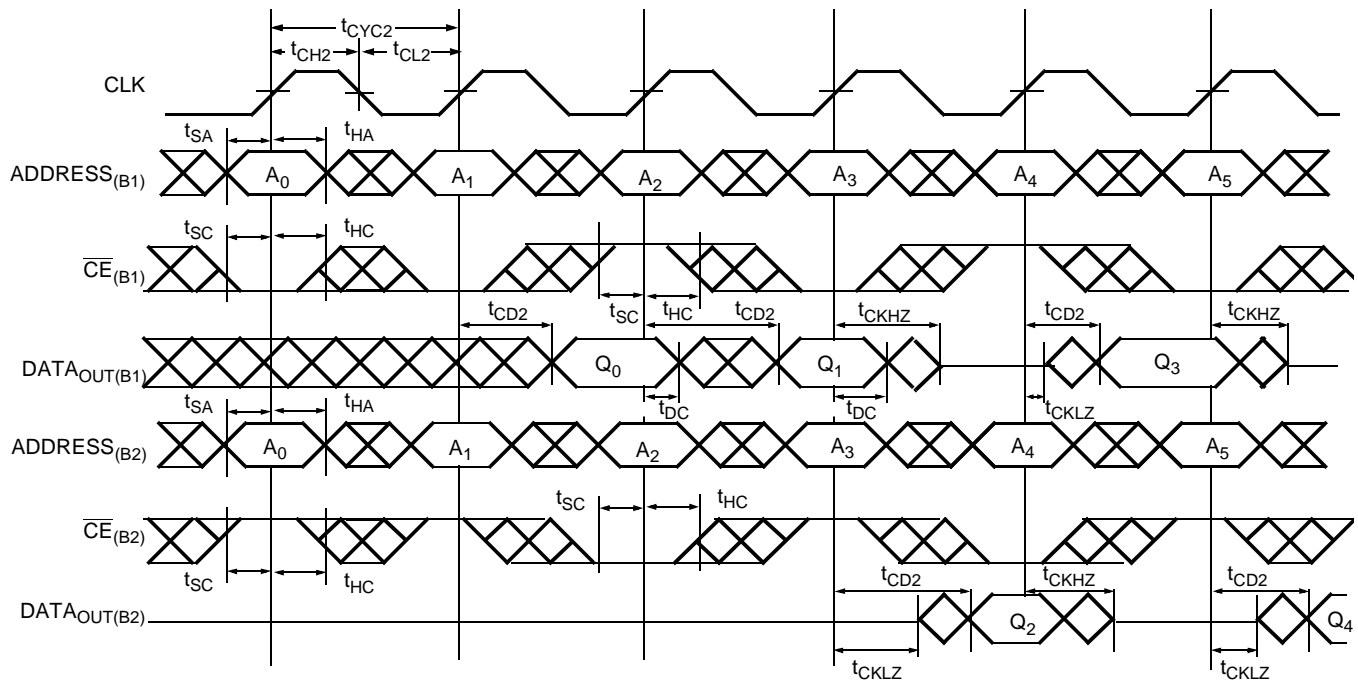 tCYC2
tCH2 tCL2
CLK
tSA tHA
ADDRESS(B1) A0 A1 A2 A3 A4 A5
tSC tHC
CE(B1)
tSC tHC
tCD2 tCD2 tCKHZ tCD2 tCKHZ
DATAOUT(B1) Q0 Q1 Q3
tSA tHA tDC tDC tCKLZ
ADDRESS(B2) A0 A1 A2 A3 A4 A5
tSC tHC
CE(B2)
tSC tHC
tCD2 tCKHZ tCD2
DATAOUT(B2) Q2 Q4
tCKLZ tCKLZ